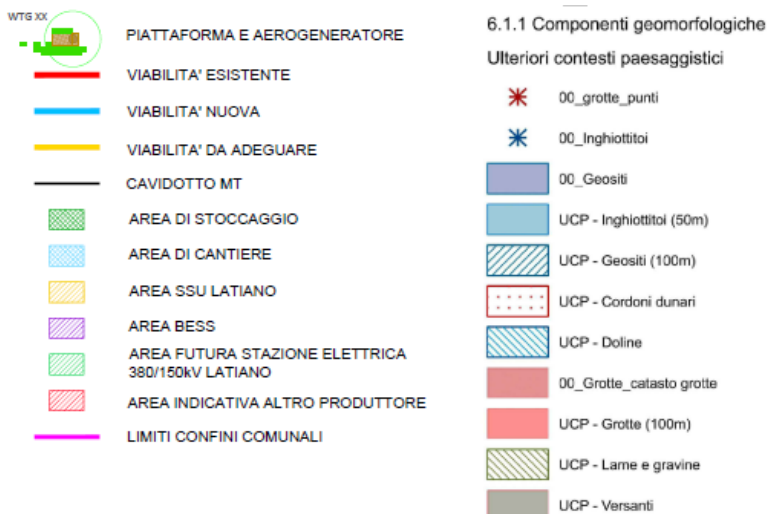 WTG XX
PIATTAFORMA E AEROGENERATORE
VIABILITA' ESISTENTE
VIABILITA' NUOVA
VIABILITA' DA ADEGUARE
CAVIDOTTO MT
AREA DI STOCCAGGIO
AREA DI CANTIERE
AREA SSU LATIANO
AREA BESS
AREA FUTURA STAZIONE ELETTRICA
380/150kV LATIANO
AREA INDICATIVA ALTRO PRODUTTORE
LIMITI CONFINI COMUNALI
6.1.1 Componenti geomorfologiche
Ulteriori contesti paesaggistici
00_grotte_punti
00_Inghiottitoi
00_Geositi
UCP - Inghiottitoi (50m)
UCP - Geositi (100m)
UCP - Cordoni dunari
UCP - Doline
00_Grotte_catasto grotte
UCP - Grotte (100m)
UCP - Lame e gravine
UCP - Versanti